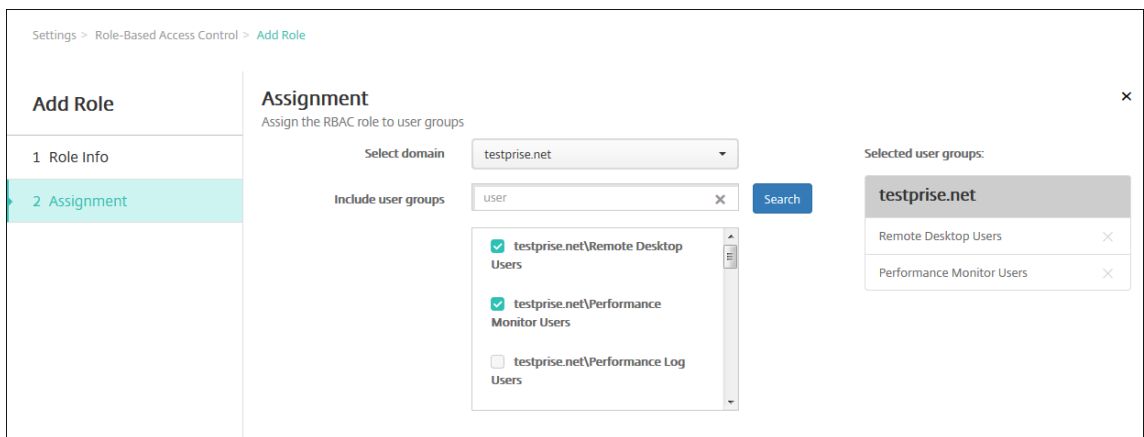 Settings > Role-Based Access Control > Add Role
Add Role
1 Role Info
2 Assignment
Assignment
Assign the RBAC role to user groups
Select domain
testprise.net
Include user groups
user
Search
testprise.net\Remote Desktop
Users
testprise.net\Performance
Monitor Users
testprise.net\Performance Log
Users
Selected user groups:
testprise.net
Remote Desktop Users
Performance Monitor Users